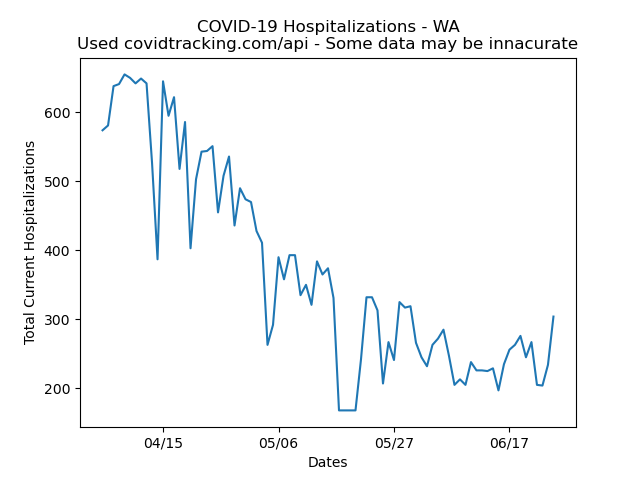 COVID-19 Hospitalizations - WA
Used covidtracking.com/api - Some data may be innacurate
Total Current Hospitalizations
600
500
400
300
200
04/15
05/06
05/27
06/17
Dates